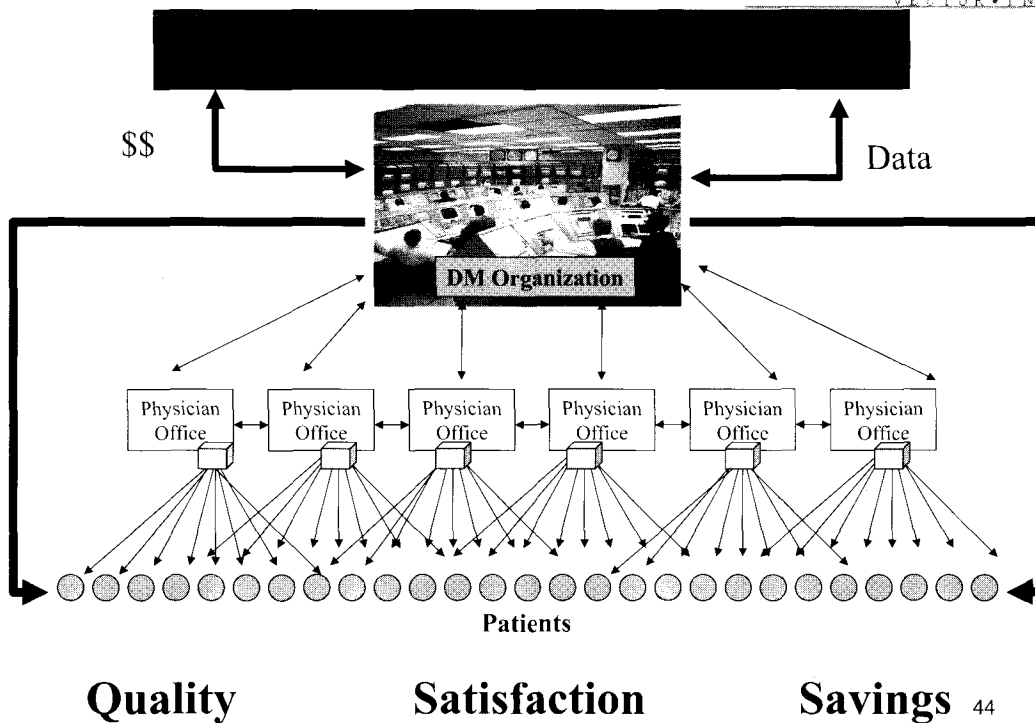 $$
Data
DM Organization
Physician
Office
Physician
Office
Physician
Office
Physician
Office
Physician
Office
Physician
Office
Patients
Quality Satisfaction Savings 44